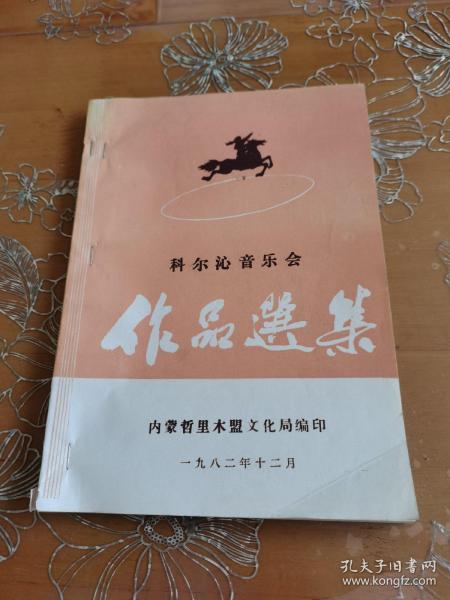 科尔沁音乐会
作品選集
内蒙哲里木盟文化局编印
一九八二年十二月
孔夫子旧书网
www.kongfz.com